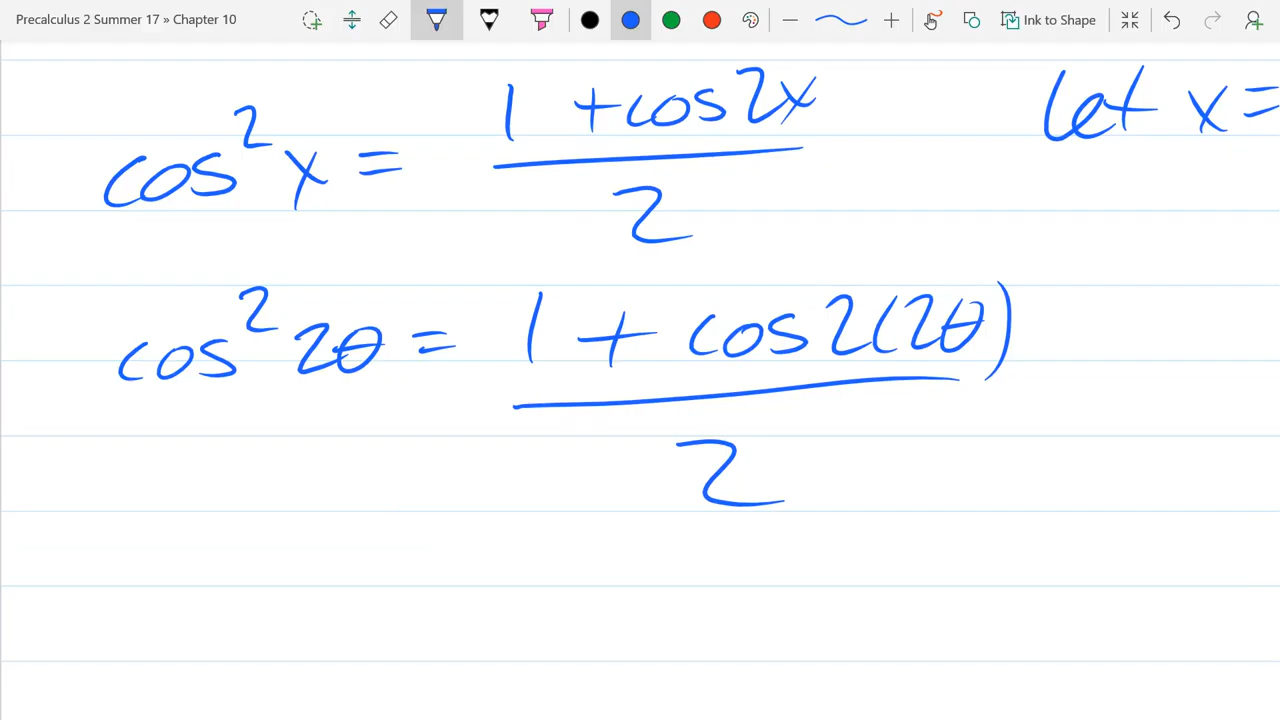 Precalculus 2 Summer 17 » Chapter 10
Ink to Shape
cos²x = (1 + cos2x)/2
let x =
cos²2θ = (1 + cos2(2θ))/2